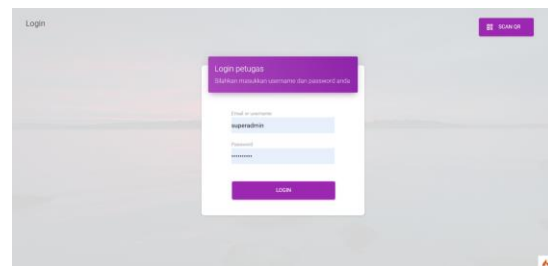 Login
SCAN QR
Login petugas
Silahkan masukkan username dan password anda
Email or username
superadmin
Password
LOGIN